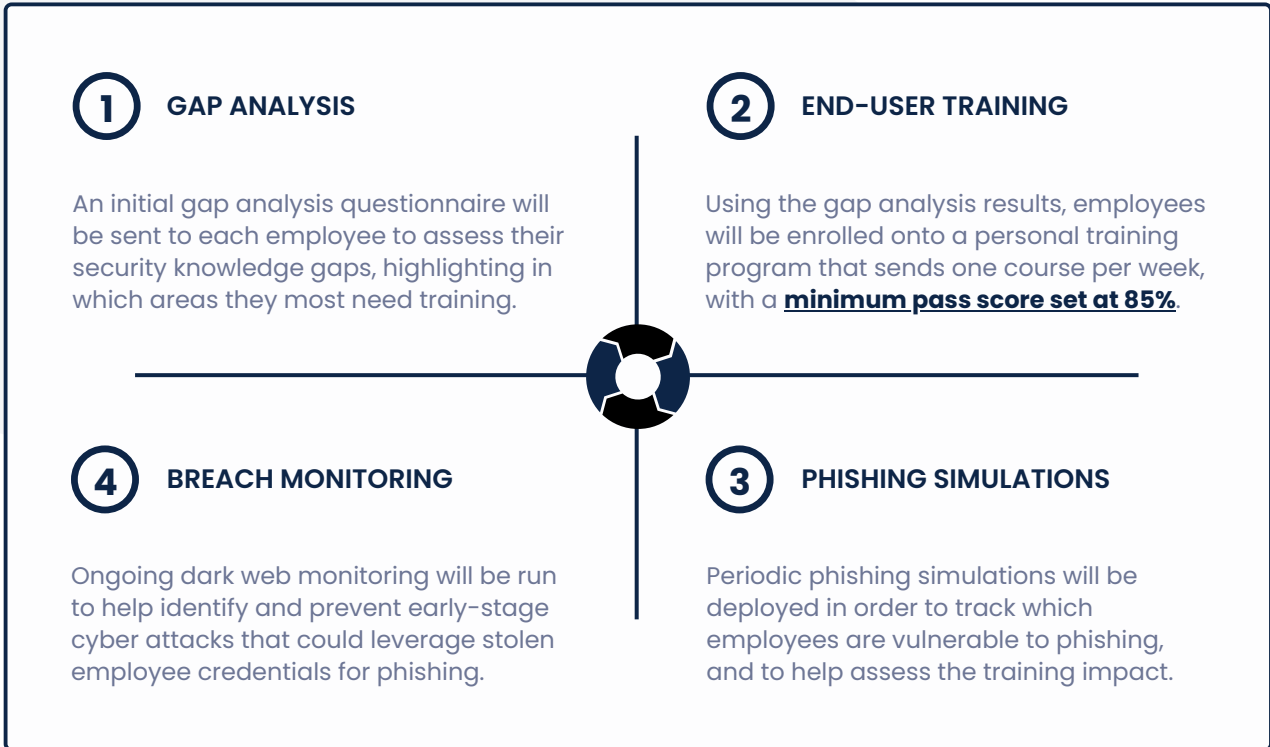 1
GAP ANALYSIS
An initial gap analysis questionnaire will
be sent to each employee to assess their
security knowledge gaps, highlighting in
which areas they most need training.
2
END-USER TRAINING
Using the gap analysis results, employees
will be enrolled onto a personal training
program that sends one course per week,
with a minimum pass score set at 85%.
4
BREACH MONITORING
Ongoing dark web monitoring will be run
to help identify and prevent early-stage
cyber attacks that could leverage stolen
employee credentials for phishing.
3
PHISHING SIMULATIONS
Periodic phishing simulations will be
deployed in order to track which
employees are vulnerable to phishing,
and to help assess the training impact.